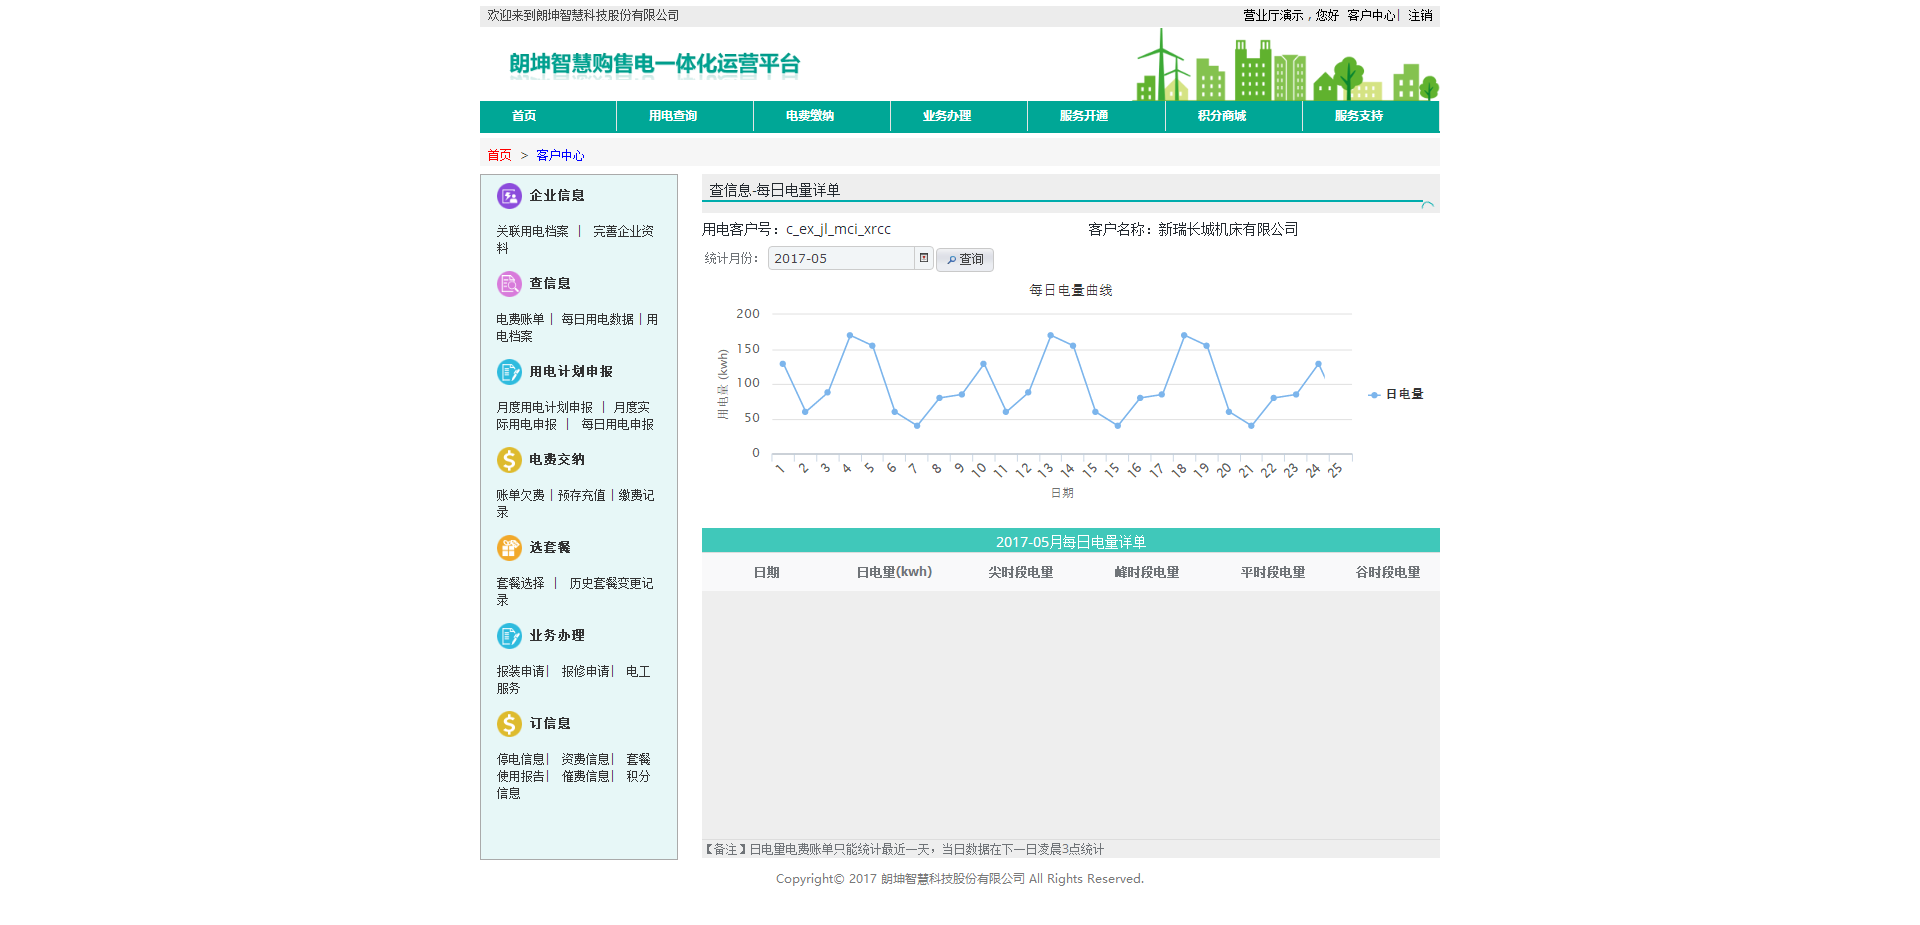 欢迎来到朗坤智慧科技股份有限公司
营业厅演示，您好 客户中心| 注销
朗坤智慧购售电一体化运营平台
首页 用电查询 电费缴纳 业务办理 服务开通 积分商城 服务支持
首页 > 客户中心
企业信息
关联用电档案 | 完善企业资
料
查信息
电费账单 | 每日用电数据 | 用
电档案
用电计划申报
月度用电计划申报 | 月度实
际用电申报 | 每日用电申报
电费交纳
账单欠费 | 预存充值 | 缴费记
录
选套餐
套餐选择 | 历史套餐变更记
录
业务办理
报装申请| 报修申请| 电工
服务
订信息
停电信息| 资费信息| 套餐
使用报告| 催费信息| 积分
信息
查信息-每日电量详单
用电客户号：c_ex_jl_mci_xrcc 客户名称：新瑞长城机床有限公司
统计月份： 2017-05 查询
每日电量曲线
用电量 (kwh)
200
150
100
50
0
1 2 3 4 5 6 7 8 9 10 11 12 13 14 15 15 16 17 18 19 20 21 22 23 24 25
日期
日电量
2017-05月每日电量详单
日期 日电量(kwh) 尖时段电量 峰时段电量 平时段电量 谷时段电量
【备注】日电量电费账单只能统计最近一天，当日数据在下一日凌晨3点统计
Copyright© 2017 朗坤智慧科技股份有限公司 All Rights Reserved.